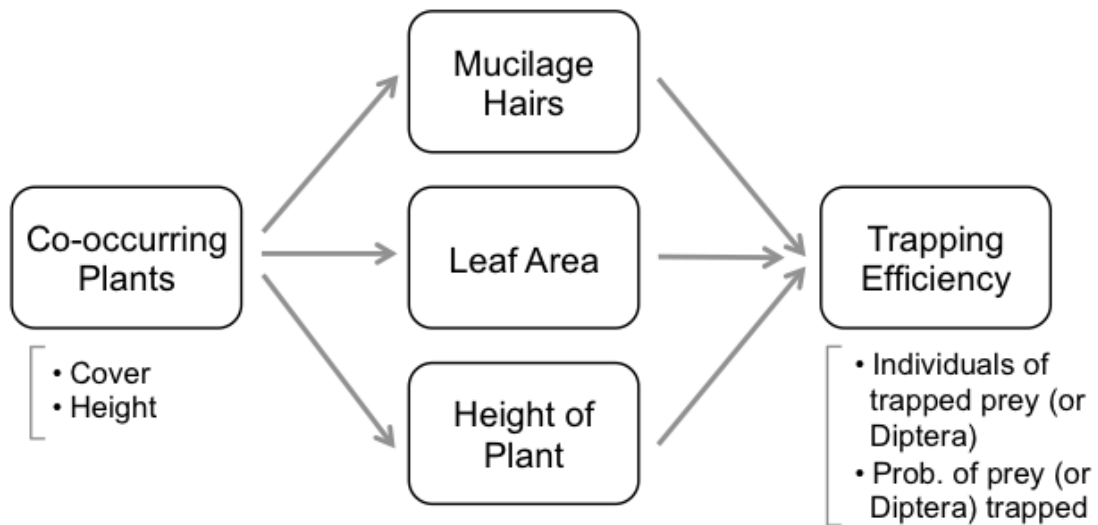 Co-occurring
Plants
• Cover
• Height
Mucilage
Hairs
Leaf Area
Height of
Plant
Trapping
Efficiency
• Individuals of
trapped prey (or
Diptera)
• Prob. of prey (or
Diptera) trapped